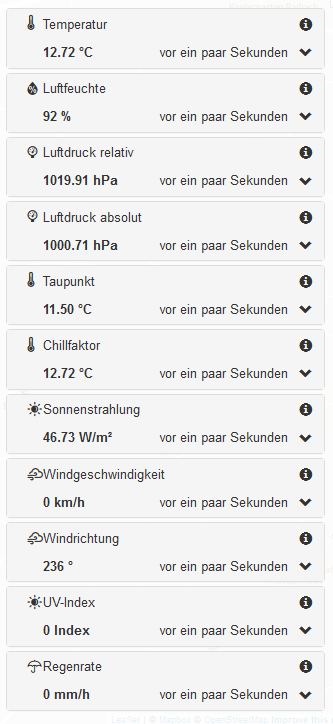 Temperatur
12.72 °C vor ein paar Sekunden
Luftfeuchte
92 % vor ein paar Sekunden
Luftdruck relativ
1019.91 hPa vor ein paar Sekunden
Luftdruck absolut
1000.71 hPa vor ein paar Sekunden
Taupunkt
11.50 °C vor ein paar Sekunden
Chillfaktor
12.72 °C vor ein paar Sekunden
Sonnenstrahlung
46.73 W/m² vor ein paar Sekunden
Windgeschwindigkeit
0 km/h vor ein paar Sekunden
Windrichtung
236 ° vor ein paar Sekunden
UV-Index
0 Index vor ein paar Sekunden
Regenrate
0 mm/h vor ein paar Sekunden
Leaflet | © Mapbox © OpenStreetMap Improve this